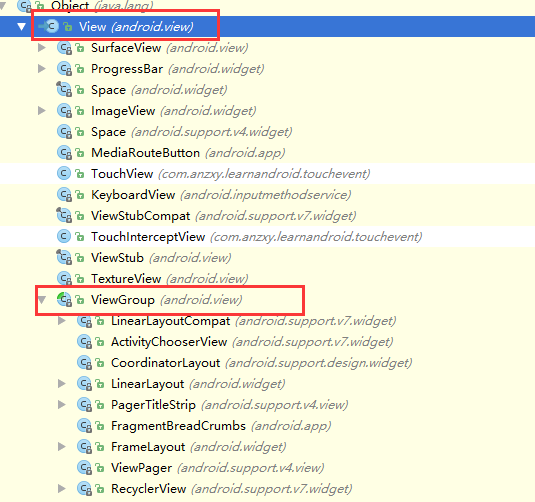 Object (java.lang)
View (android.view)
SurfaceView (android.view)
ProgressBar (android.widget)
Space (android.widget)
ImageView (android.widget)
Space (android.support.v4.widget)
MediaRouteButton (android.app)
TouchView (com.anzxy.learnandroid.touchevent)
KeyboardView (android.inputmethodservice)
ViewStubCompat (android.support.v7.widget)
TouchInterceptView (com.anzxy.learnandroid.touchevent)
ViewStub (android.view)
TextureView (android.view)
ViewGroup (android.view)
LinearLayoutCompat (android.support.v7.widget)
ActivityChooserView (android.support.v7.widget)
CoordinatorLayout (android.support.design.widget)
LinearLayout (android.widget)
PagerTitleStrip (android.support.v4.view)
FragmentBreadCrumbs (android.app)
FrameLayout (android.widget)
ViewPager (android.support.v4.view)
RecyclerView (android.support.v7.widget)